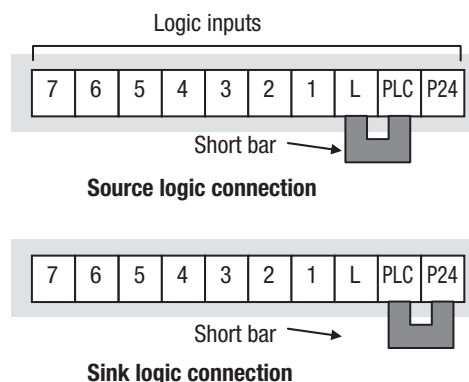 Logic inputs
7 6 5 4 3 2 1 L PLC P24
Short bar
Source logic connection
7 6 5 4 3 2 1 L PLC P24
Short bar
Sink logic connection